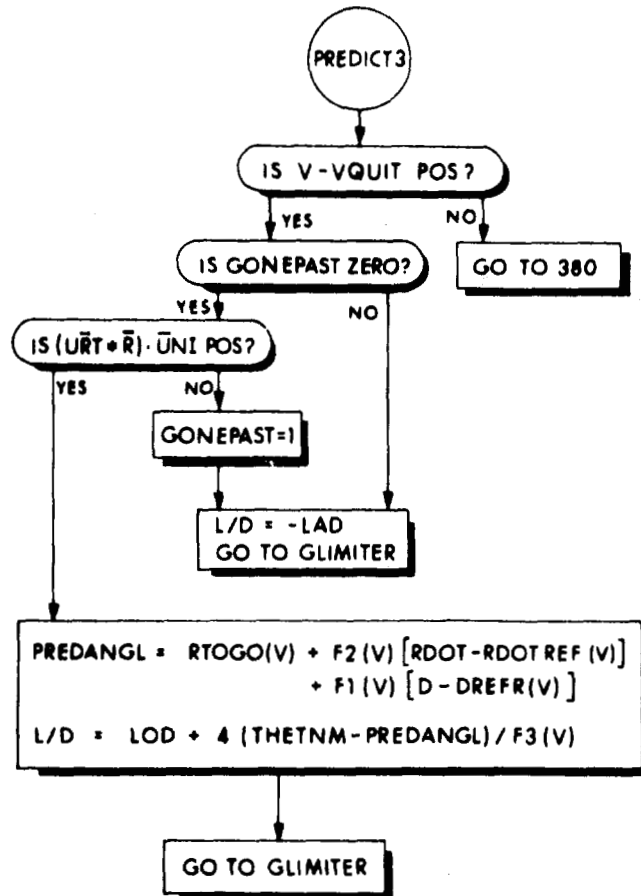 PREDICT3
IS V-VQUIT POS?
YES
NO
IS GONEPAST ZERO?
GO TO 380
YES
NO
IS (UR̄T * R̄) · ŪNI POS?
YES
NO
GONEPAST=1
L/D = -LAD
GO TO GLIMITER
PREDANGL = RTOGO(V) + F2(V) [RDOT-RDOTREF(V)]
+ F1(V) [D-DREFR(V)]
L/D = LOD + 4 (THETNM-PREDANGL)/F3(V)
GO TO GLIMITER